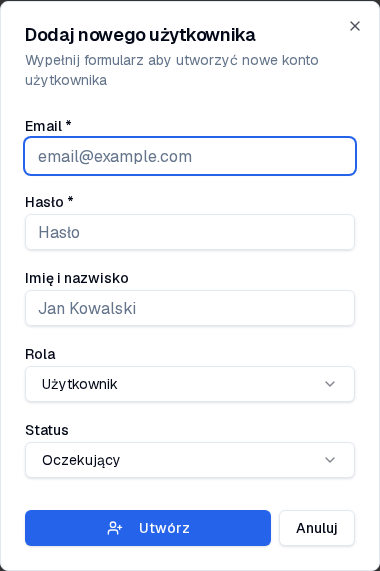 Dodaj nowego użytkownika
Wypełnij formularz aby utworzyć nowe konto
użytkownika
Email *
email@example.com
Hasło *
Hasło
Imię i nazwisko
Jan Kowalski
Rola
Użytkownik
Status
Oczekujący
Utwórz
Anuluj